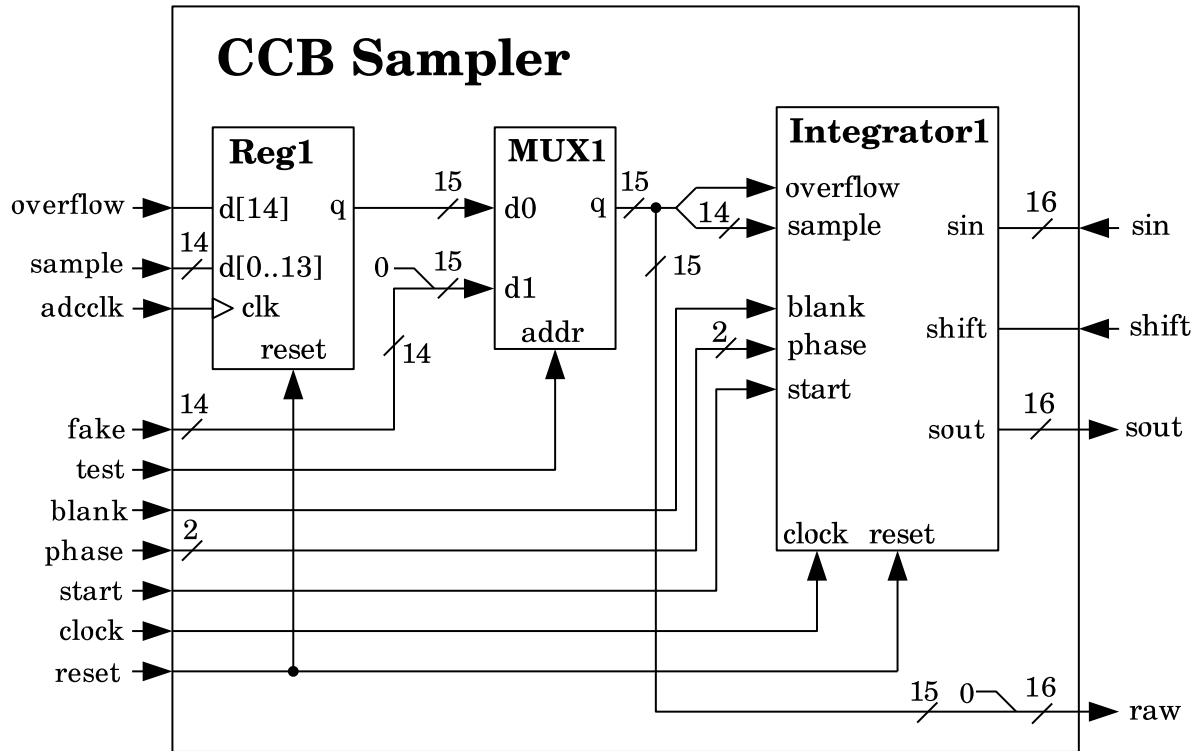 CCB Sampler
Reg1
MUX1
Integrator1
overflow
d[14]
q
15
d0
q
15
overflow
14
sample
sin
16
sin
sample
14
d[0..13]
0
15
d1
15
adcclk
clk
reset
14
addr
blank
2
phase
start
shift
shift
fake
14
sout
16
sout
test
blank
phase
2
start
clock
reset
clock
reset
15
0
16
raw